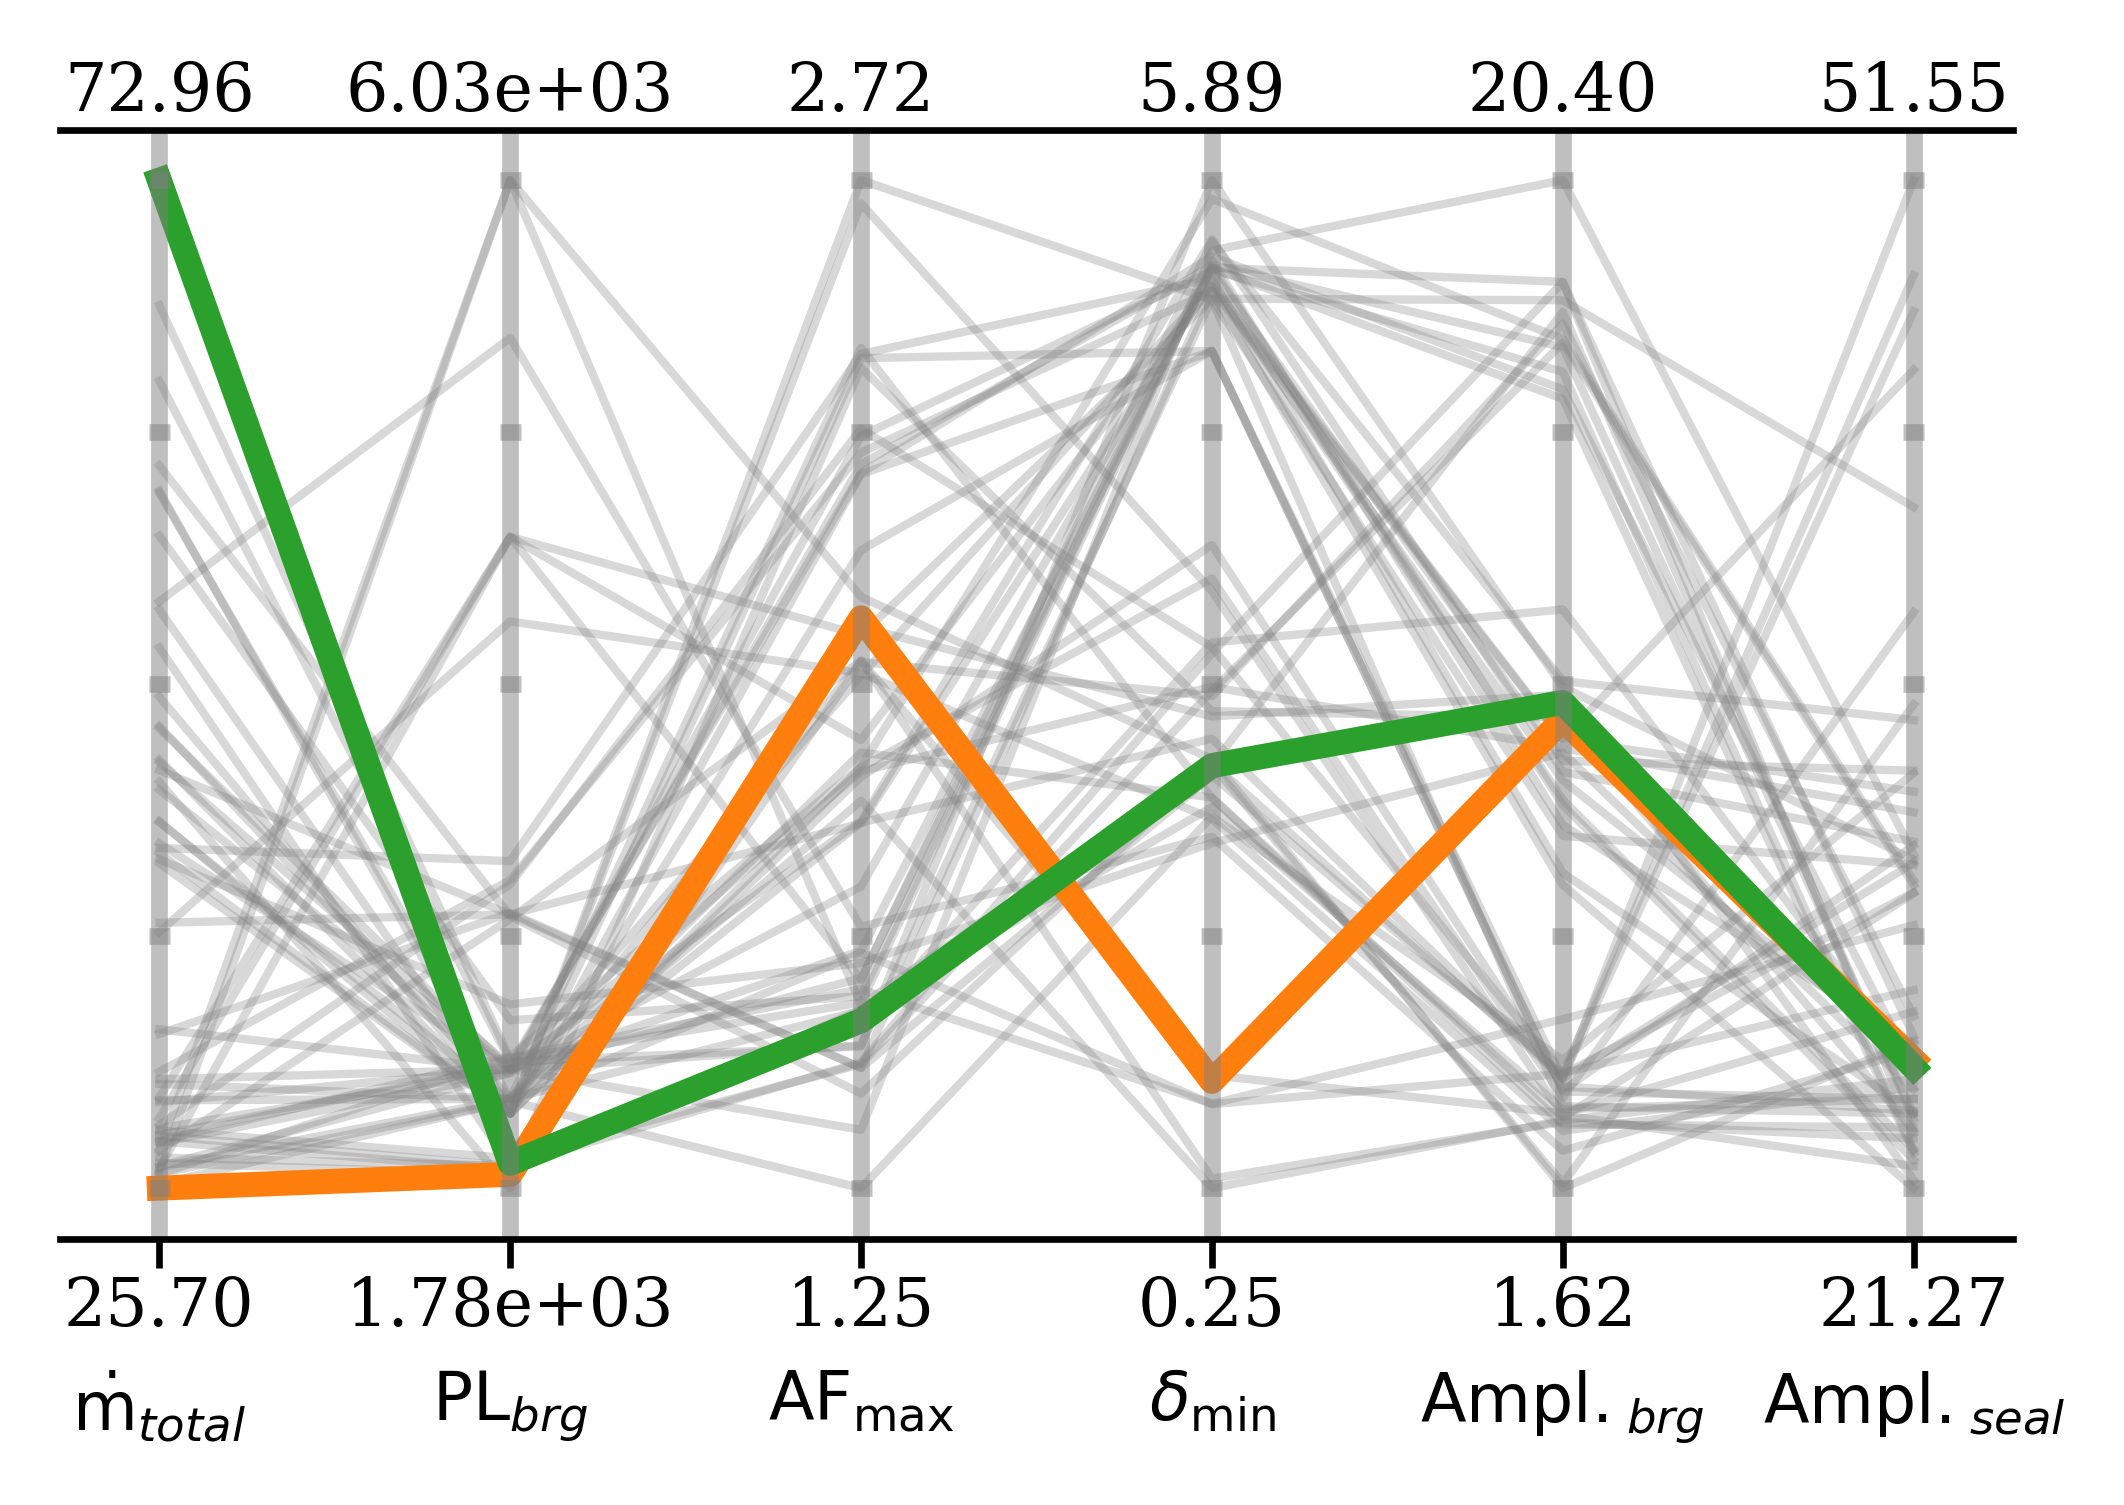 72.96 6.03e+03 2.72 5.89 20.40 51.55
25.70 1.78e+03 1.25 0.25 1.62 21.27
ṁtotal PLbrg AFmax δmin Ampl. brg Ampl. seal